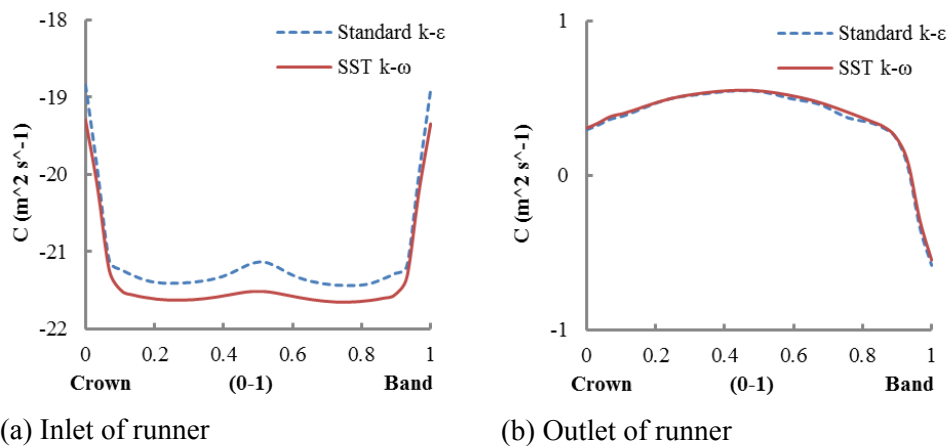 -18
-19
-20
-21
-22
C (m^2 s^-1)
Standard k-ε
SST k-ω
0 0.2 0.4 0.6 0.8 1
Crown (0-1) Band
(a) Inlet of runner
1
0
-1
C (m^2 s^-1)
Standard k-ε
SST k-ω
0 0.2 0.4 0.6 0.8 1
Crown (0-1) Band
(b) Outlet of runner